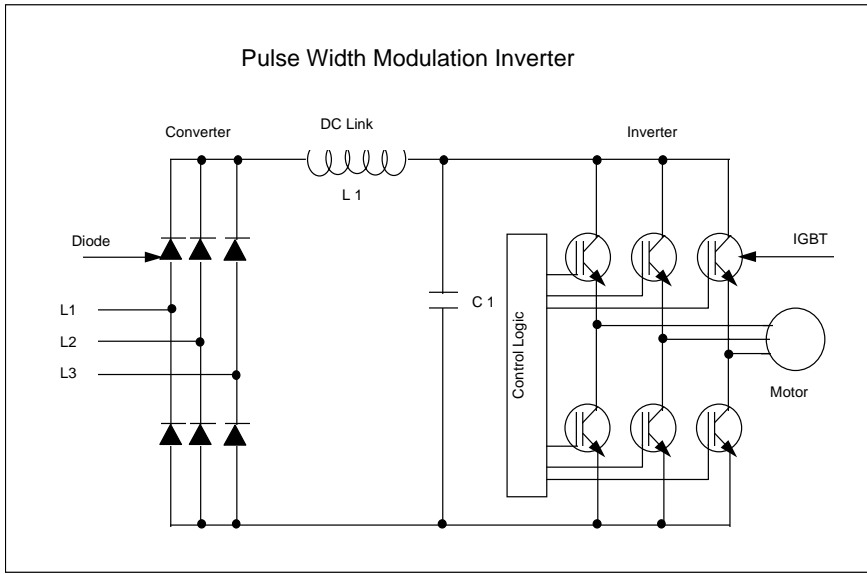 Pulse Width Modulation Inverter
Converter
DC Link
Inverter
L 1
Diode
IGBT
L1
C 1
L2
Control Logic
L3
Motor